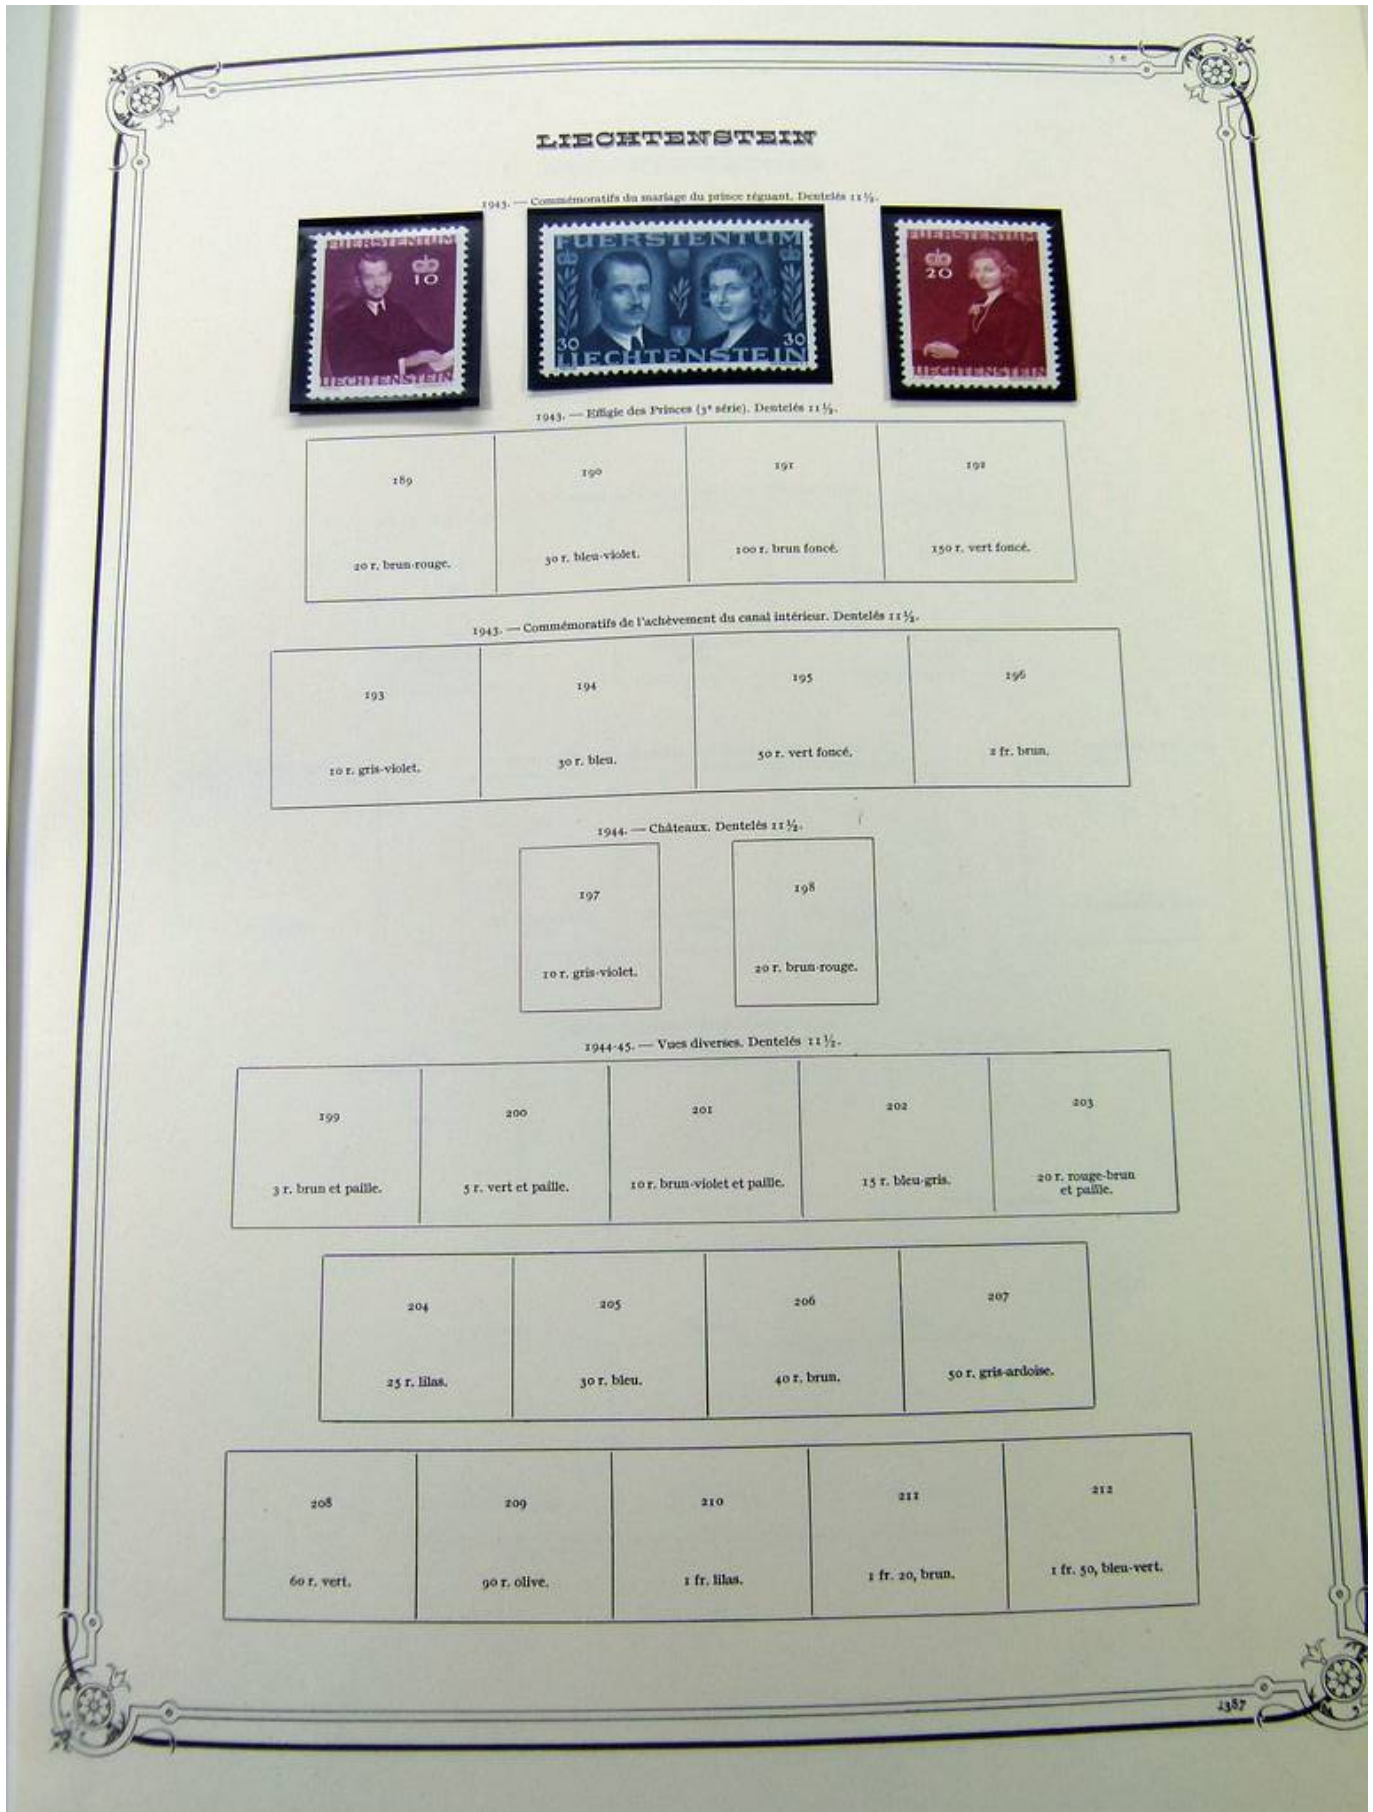 LIECHTENSTEIN
1943. — Commémoratifs du mariage du prince régnant. Dentelés 11½.
FUERSTENTUM
10
LIECHTENSTEIN
FUERSTENTUM
30 30
LIECHTENSTEIN
FUERSTENTUM
20
LIECHTENSTEIN
1943. — Effigie des Princes (3e série). Dentelés 11½.
189 190 191 192
20 r. brun-rouge. 30 r. bleu-violet. 100 r. brun foncé. 150 r. vert foncé.
1943. — Commémoratifs de l'achèvement du canal intérieur. Dentelés 11½.
193 194 195 196
10 r. gris-violet. 30 r. bleu. 50 r. vert foncé. 2 fr. brun.
1944. — Châteaux. Dentelés 11½.
197 198
10 r. gris-violet. 20 r. brun-rouge.
1944-45. — Vues diverses. Dentelés 11½.
199 200 201 202 203
3 r. brun et paille. 5 r. vert et paille. 10 r. brun-violet et paille. 15 r. bleu-gris. 20 r. rouge-brun
et paille.
204 205 206 207
25 r. lilas. 30 r. bleu. 40 r. brun. 50 r. gris-ardoise.
208 209 210 211 212
60 r. vert. 90 r. olive. 1 fr. lilas. 1 fr. 20, brun. 1 fr. 50, bleu-vert.
1387